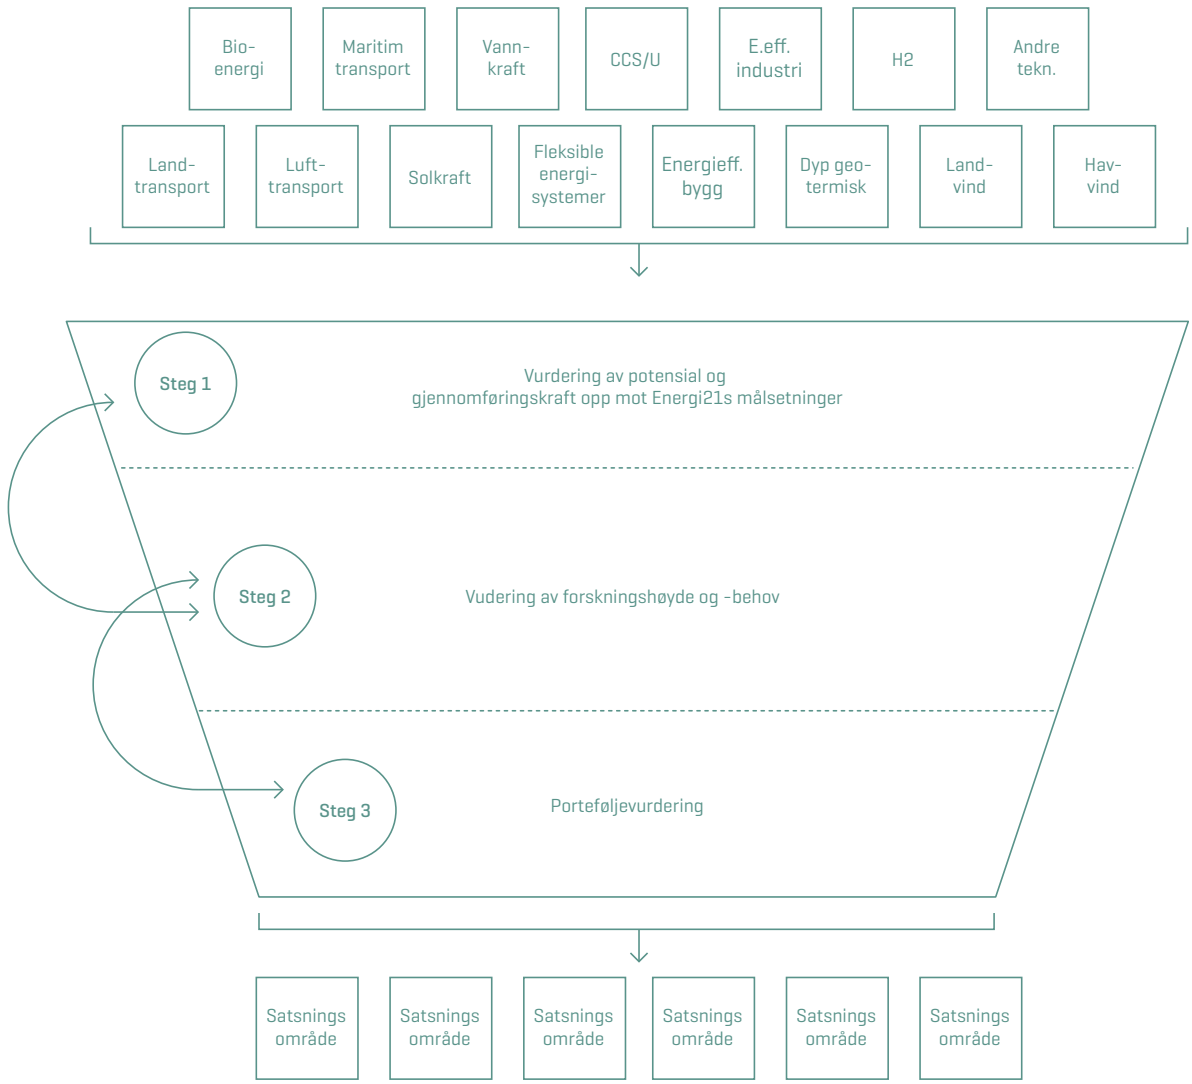 Bio-
energi
Maritim
transport
Vann-
kraft
CCS/U
E.eff.
industri
H2
Andre
tekn.
Land-
transport
Luft-
transport
Solkraft
Fleksible
energi-
systemer
Energieff.
bygg
Dyp geo-
termisk
Land-
vind
Hav-
vind
Steg 1
Vurdering av potensial og
gjennomføringskraft opp mot Energi21s målsetninger
Steg 2
Vudering av forskningshøyde og -behov
Steg 3
Porteføljevurdering
Satsnings
område
Satsnings
område
Satsnings
område
Satsnings
område
Satsnings
område
Satsnings
område